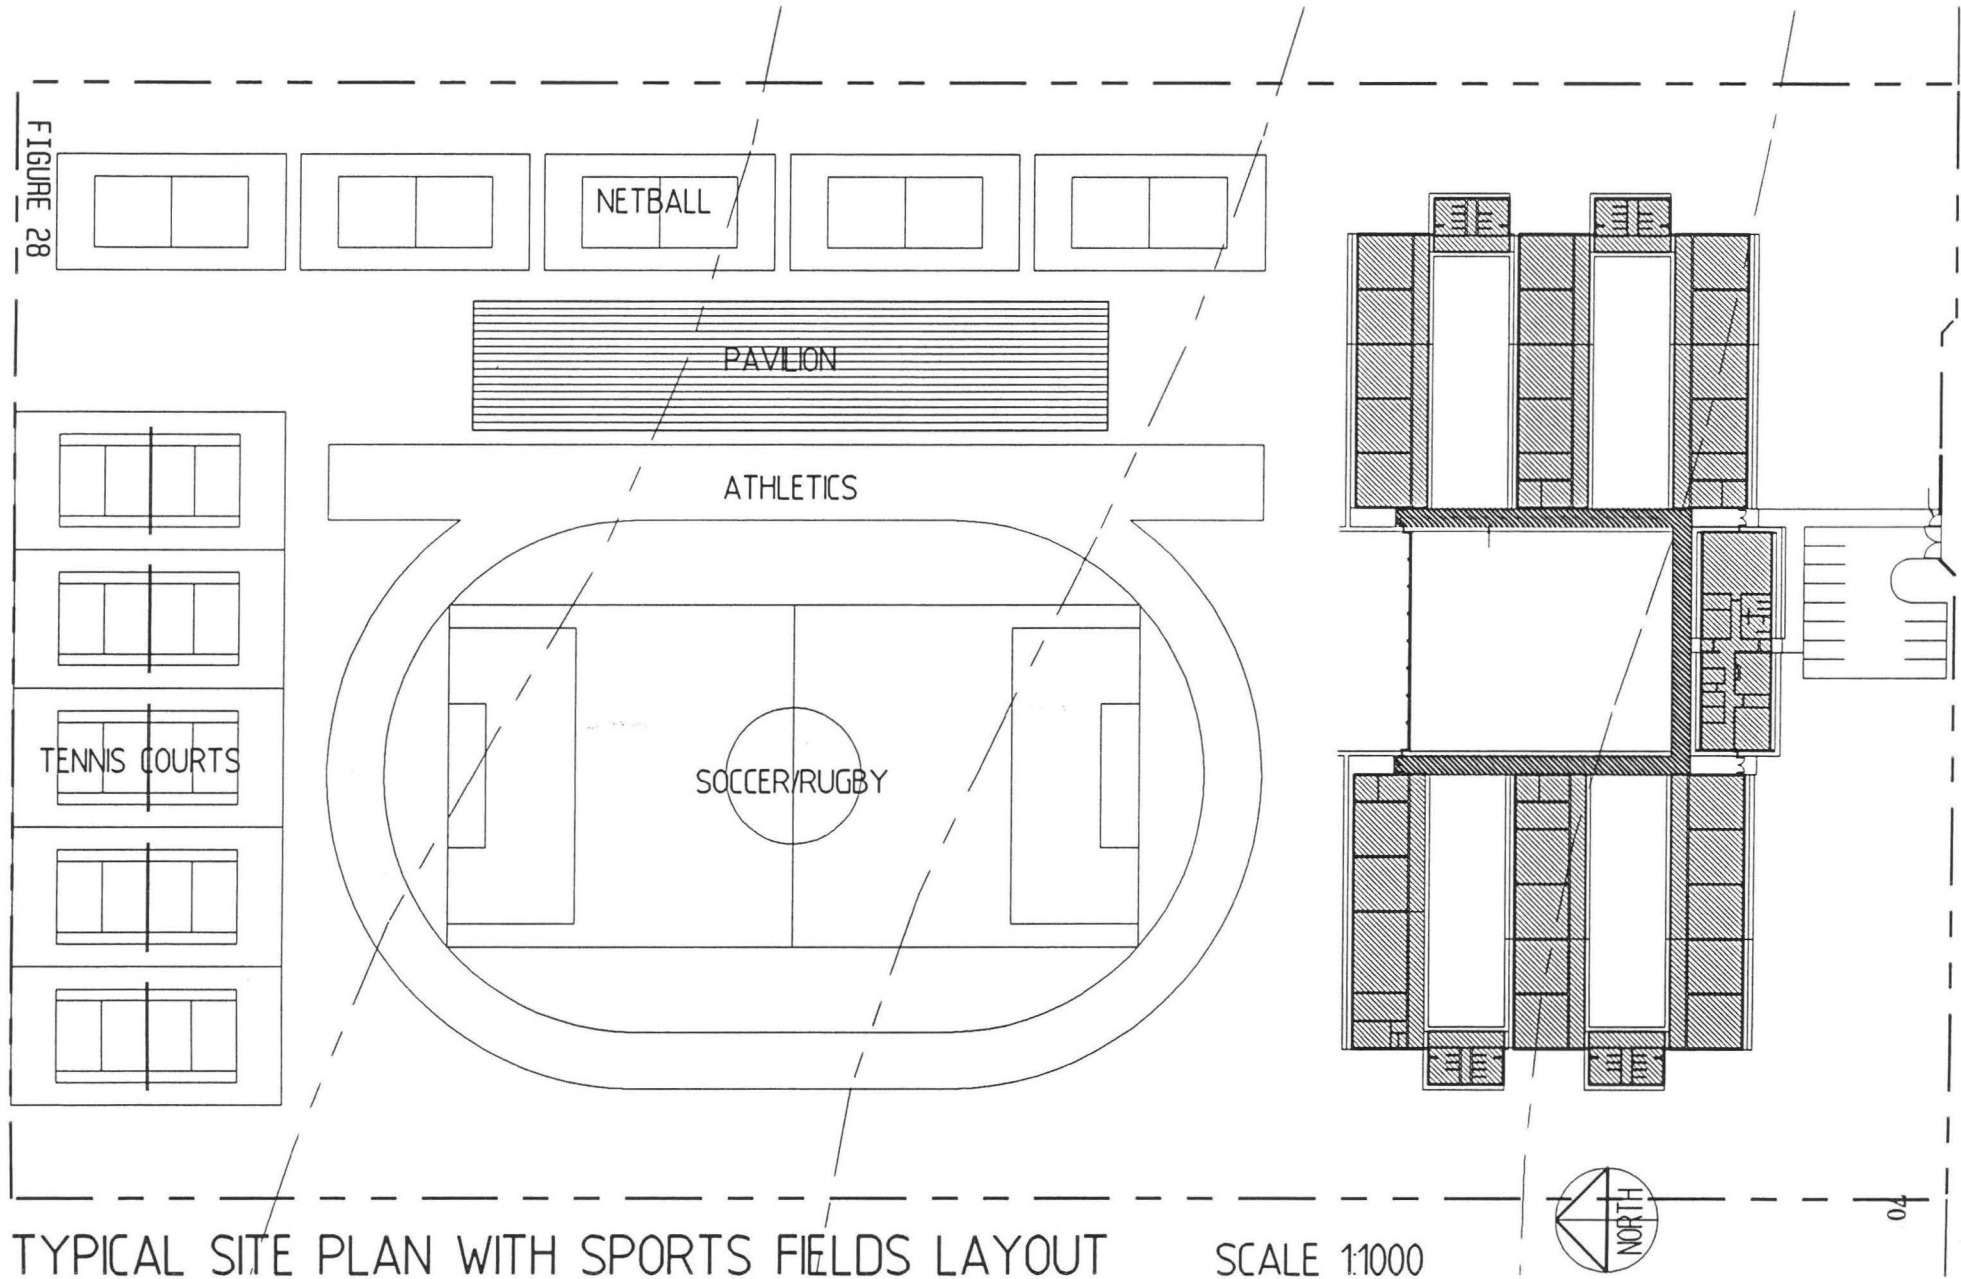 FIGURE 28
NETBALL
PAVILION
ATHLETICS
TENNIS COURTS
SOCCER/RUGBY
NORTH
70
TYPICAL SITE PLAN WITH SPORTS FIELDS LAYOUT
SCALE 1:1000